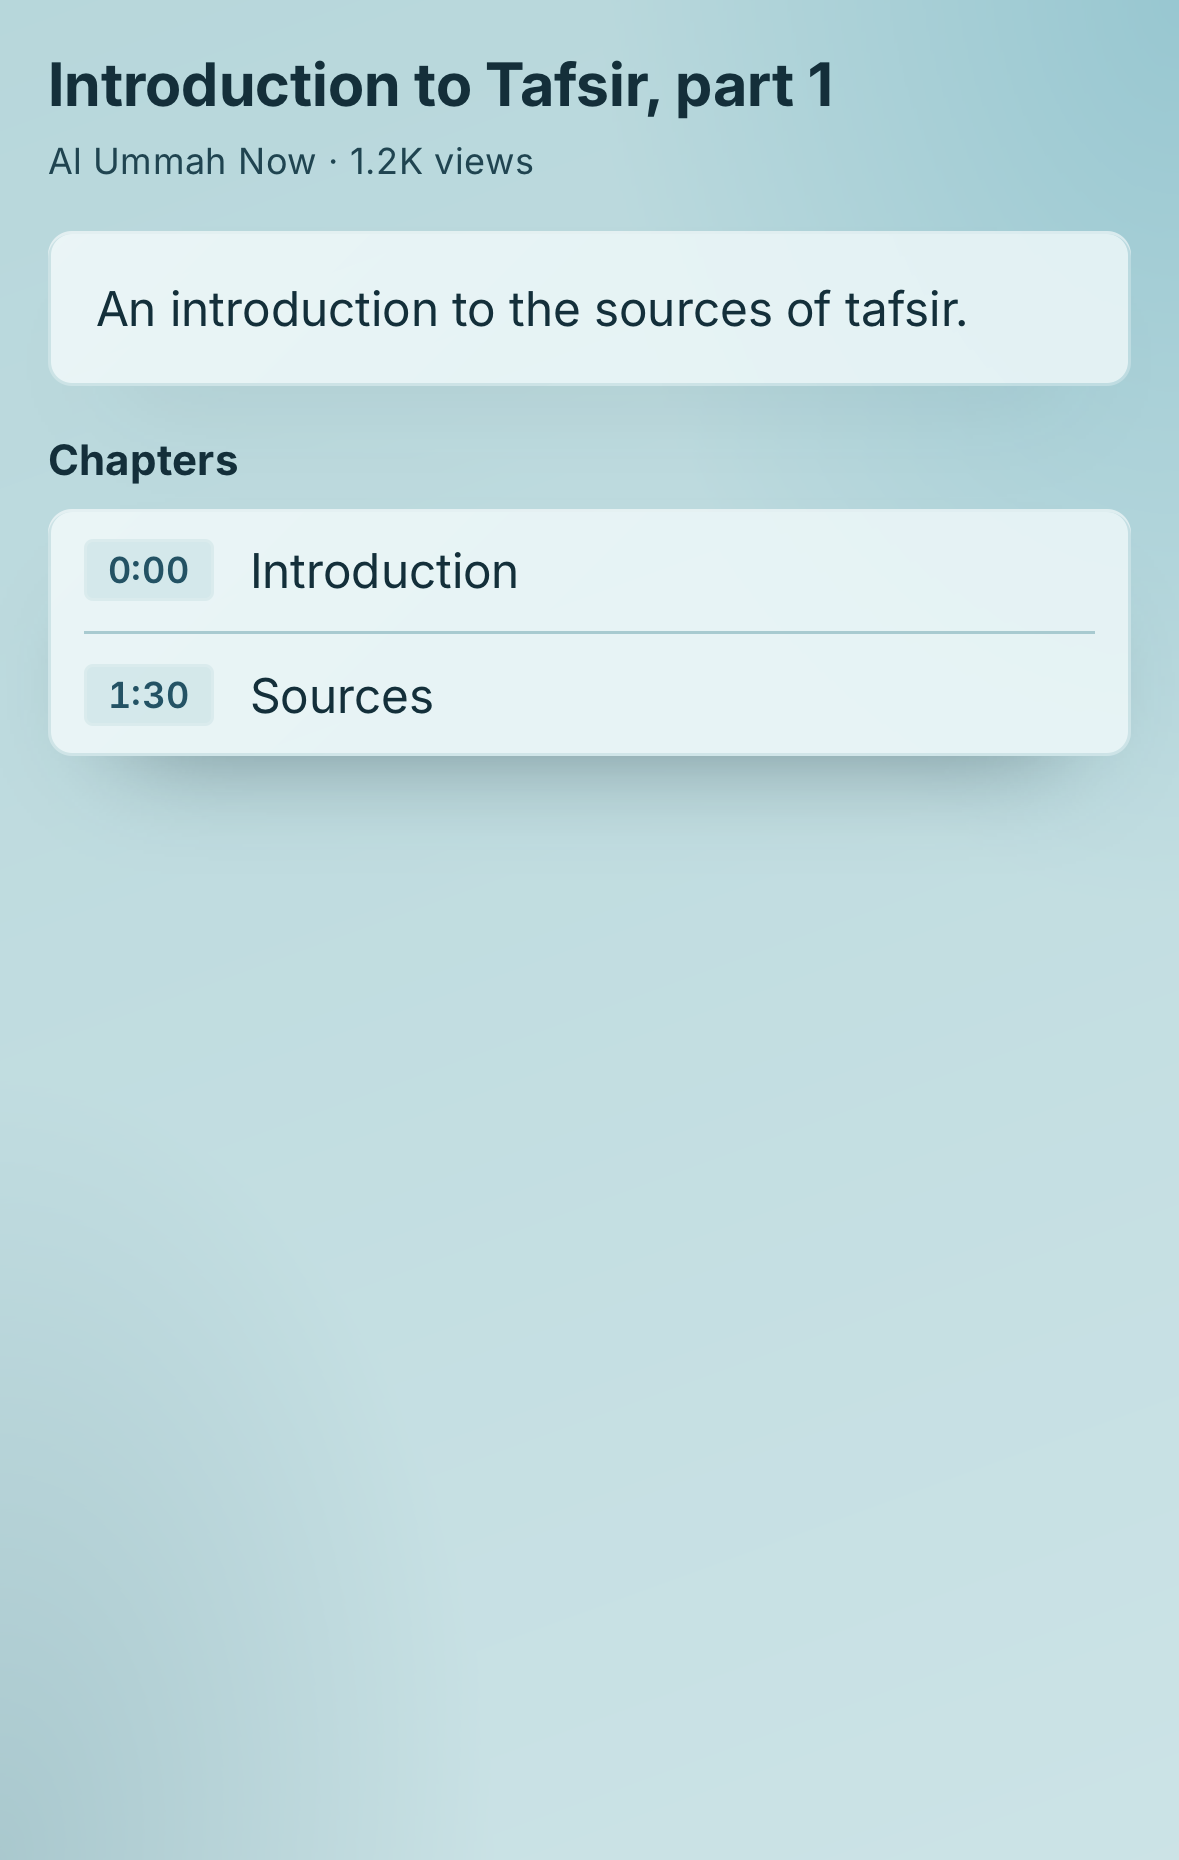 Introduction to Tafsir, part 1
Al Ummah Now · 1.2K views
An introduction to the sources of tafsir.
Chapters
0:00 Introduction
1:30 Sources